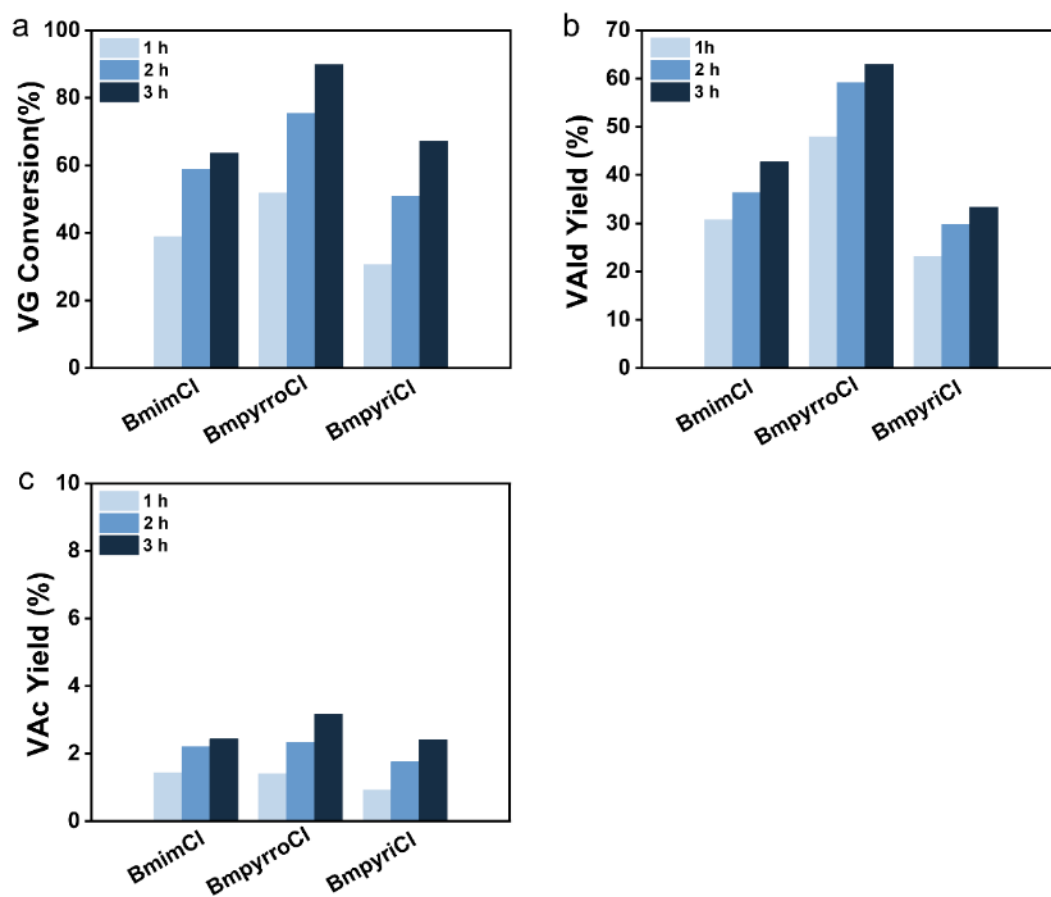 a
VG Conversion(%)
100
80
60
40
20
0
1 h
2 h
3 h
BmimCl
BmpyrroCl
BmpyriCl
b
VAld Yield (%)
70
60
50
40
30
20
10
0
1h
2 h
3 h
BmimCl
BmpyrroCl
BmpyriCl
c
VAc Yield (%)
10
8
6
4
2
0
1 h
2 h
3 h
BmimCl
BmpyrroCl
BmpyriCl